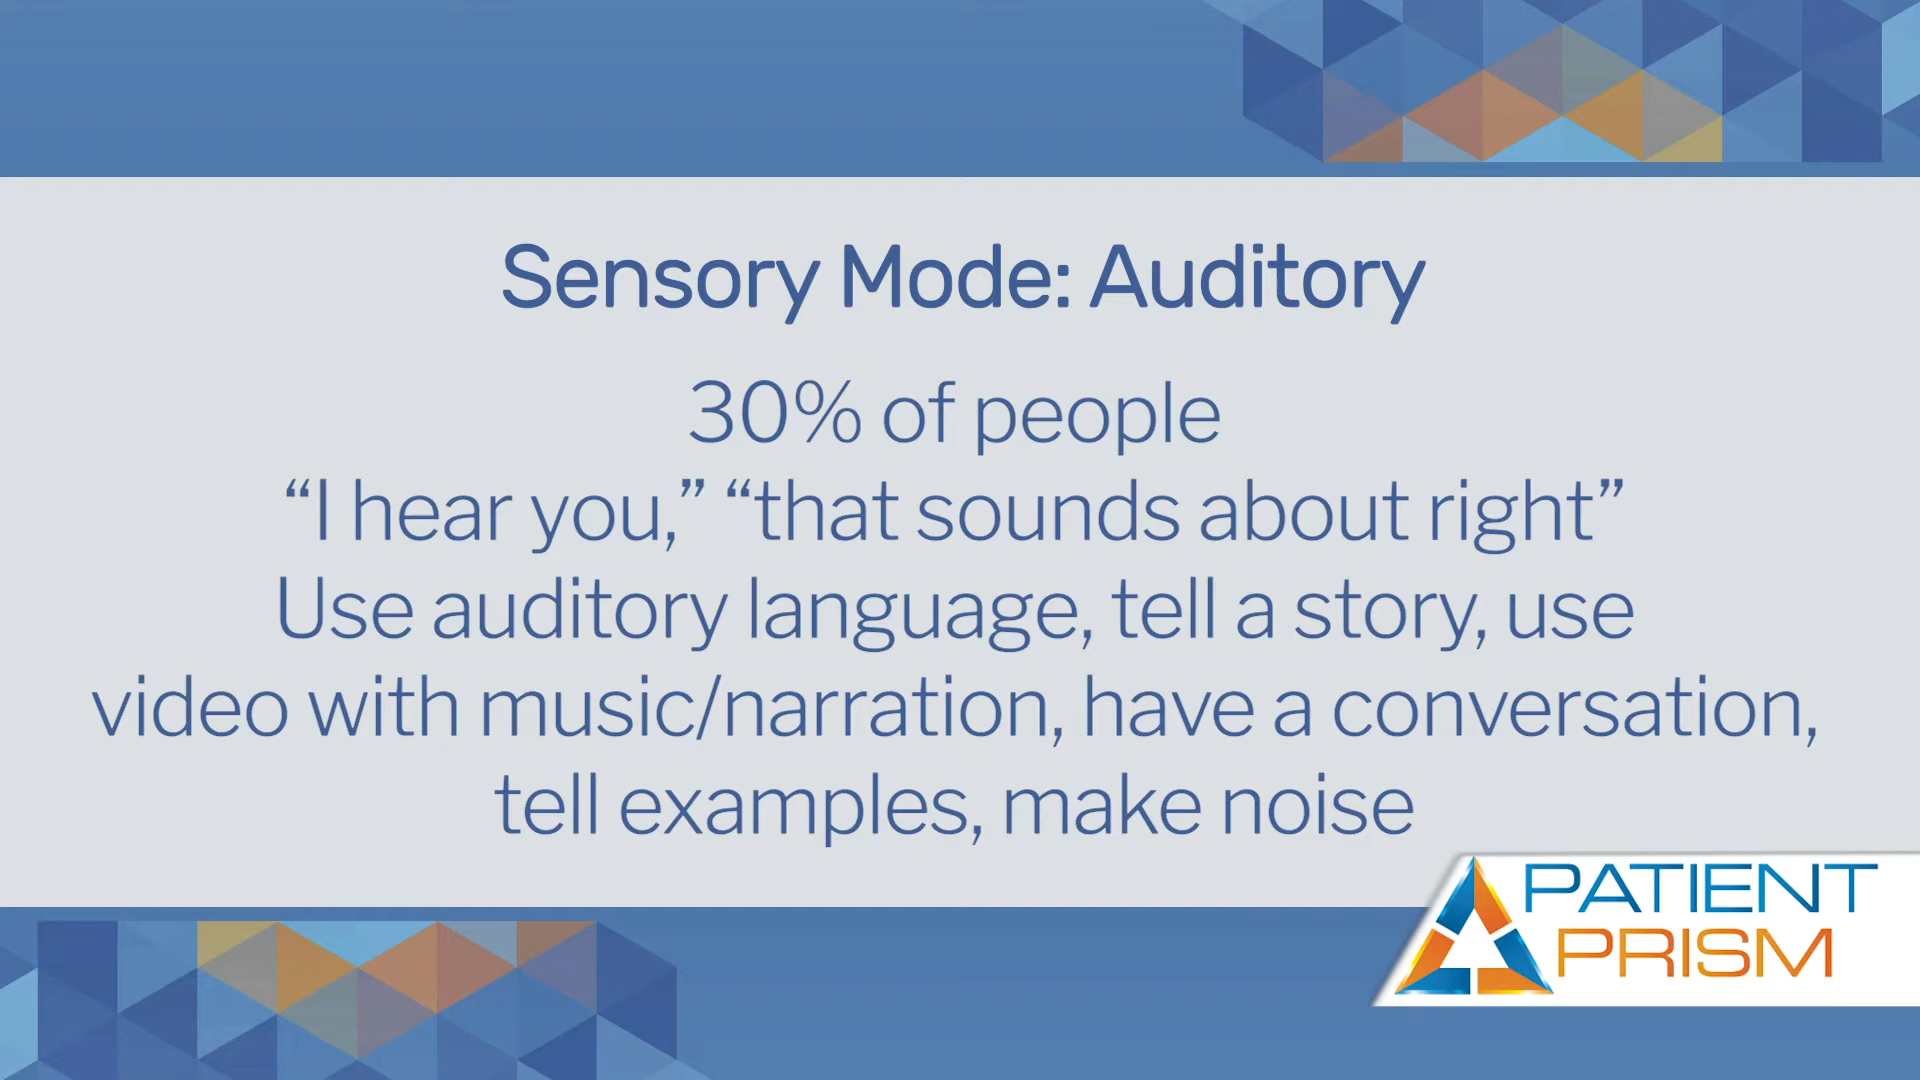 Sensory Mode: Auditory
30% of people
“I hear you,” “that sounds about right”
Use auditory language, tell a story, use
video with music/narration, have a conversation,
tell examples, make noise
PATIENT
PRISM